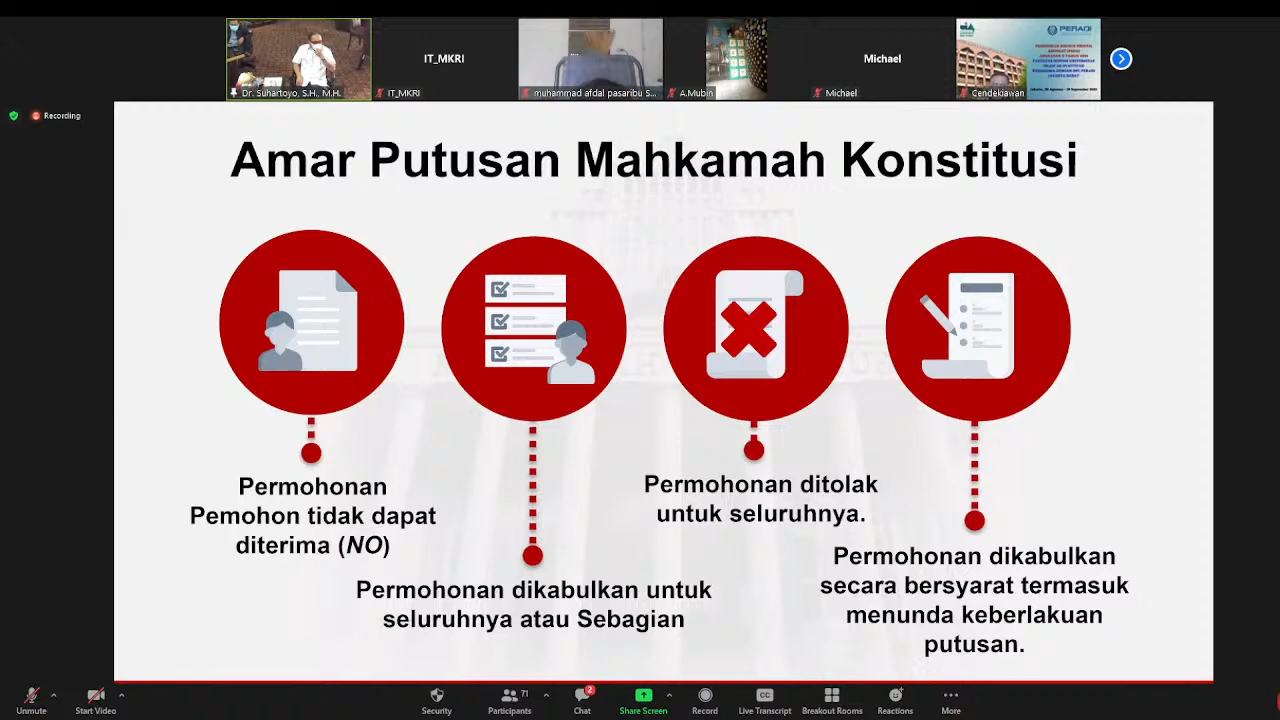 IT_MKRI
Michael
PERADI
Dr. Suhartoyo, S.H., M.H.
IT_MKRI
muhammad afdal pasaribu S...
A.Mubin
Michael
Cendekiawan
Recording
Amar Putusan Mahkamah Konstitusi
Permohonan
Pemohon tidak dapat
diterima (NO)
Permohonan dikabulkan untuk
seluruhnya atau Sebagian
Permohonan ditolak
untuk seluruhnya.
Permohonan dikabulkan
secara bersyarat termasuk
menunda keberlakuan
putusan.
Unmute
Start Video
Security
Participants
71
Chat
2
Share Screen
Record
CC
Live Transcript
Breakout Rooms
Reactions
More